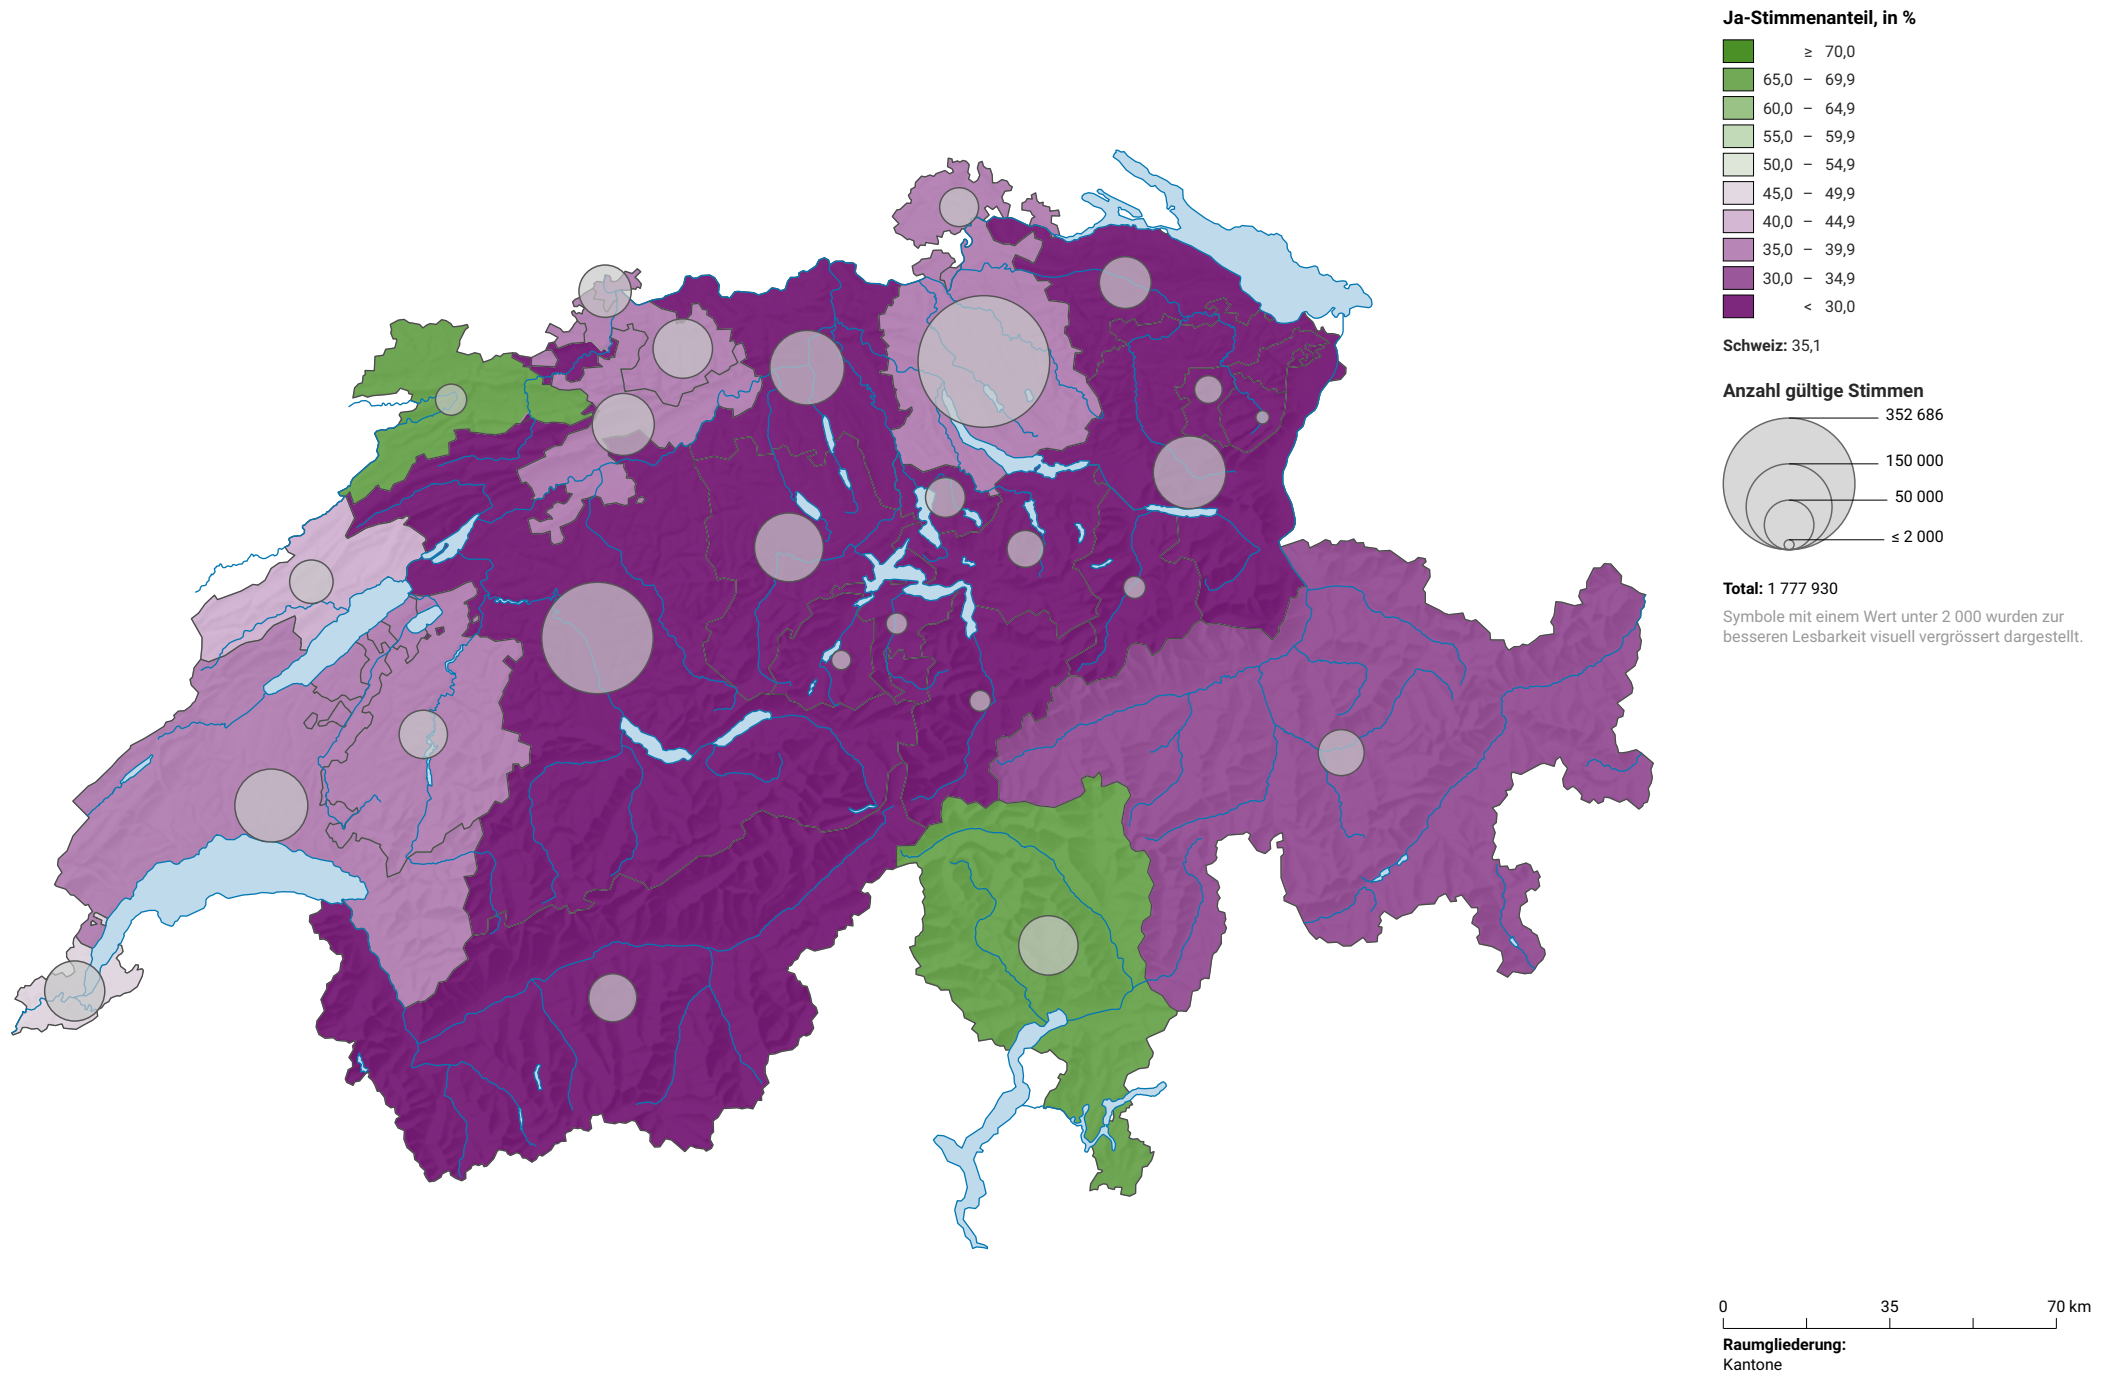 Ja-Stimmenanteil, in %
≥ 70,0
65,0 – 69,9
60,0 – 64,9
55,0 – 59,9
50,0 – 54,9
45,0 – 49,9
40,0 – 44,9
35,0 – 39,9
30,0 – 34,9
< 30,0
Schweiz: 35,1
Anzahl gültige Stimmen
352 686
150 000
50 000
≤ 2 000
Total: 1 777 930
Symbole mit einem Wert unter 2 000 wurden zur
besseren Lesbarkeit visuell vergrössert dargestellt.
0 35 70 km
Raumgliederung:
Kantone